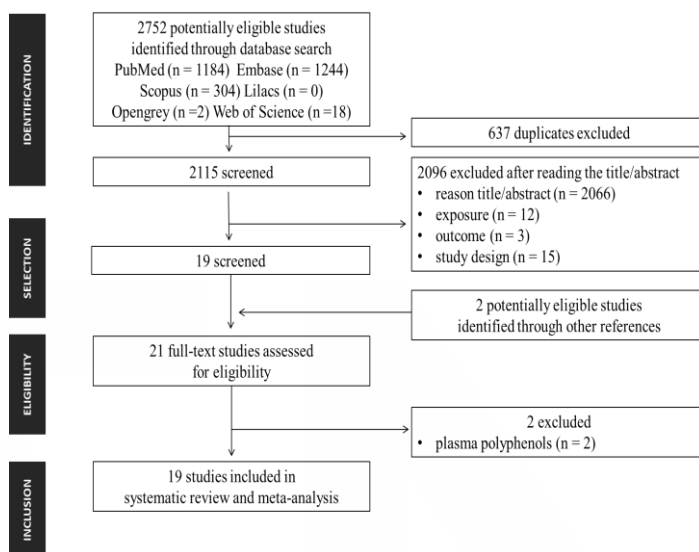 IDENTIFICATION
2752 potentially eligible studies
identified through database search
PubMed (n = 1184) Embase (n = 1244)
Scopus (n = 304) Lilacs (n = 0)
Opengrey (n =2) Web of Science (n =18)
637 duplicates excluded
2115 screened
2096 excluded after reading the title/abstract
• reason title/abstract (n = 2066)
• exposure (n = 12)
• outcome (n = 3)
• study design (n = 15)
SELECTION
19 screened
2 potentially eligible studies
identified through other references
ELIGIBILITY
21 full-text studies assessed
for eligibility
2 excluded
• plasma polyphenols (n = 2)
INCLUSION
19 studies included in
systematic review and meta-analysis